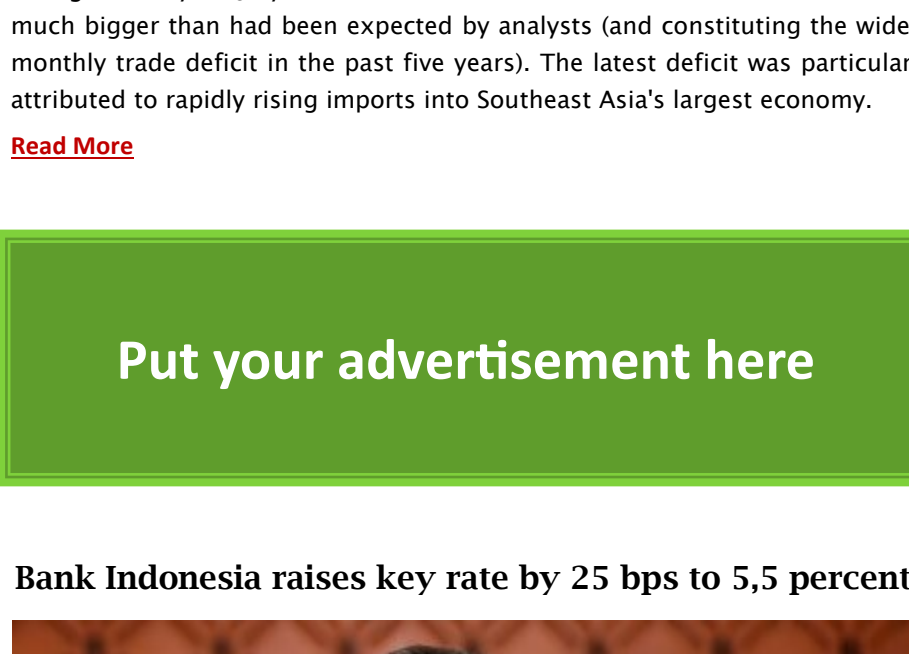 much bigger than had been expected by analysts (and constituting the wide
monthly trade deficit in the past five years). The latest deficit was particular
attributed to rapidly rising imports into Southeast Asia's largest economy.
Read More
Put your advertisement here
Bank Indonesia raises key rate by 25 bps to 5,5 percent